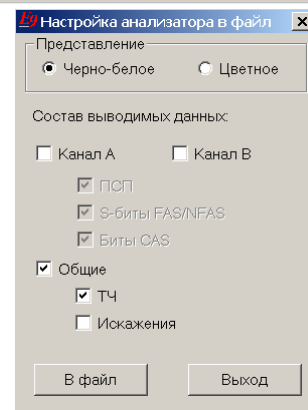 Настройка анализатора в файл
Представление
Черно-белое Цветное
Состав выводимых данных:
Канал А Канал В
ПСП
S-биты FAS/NFAS
Биты CAS
Общие
ТЧ
Искажения
В файл Выход